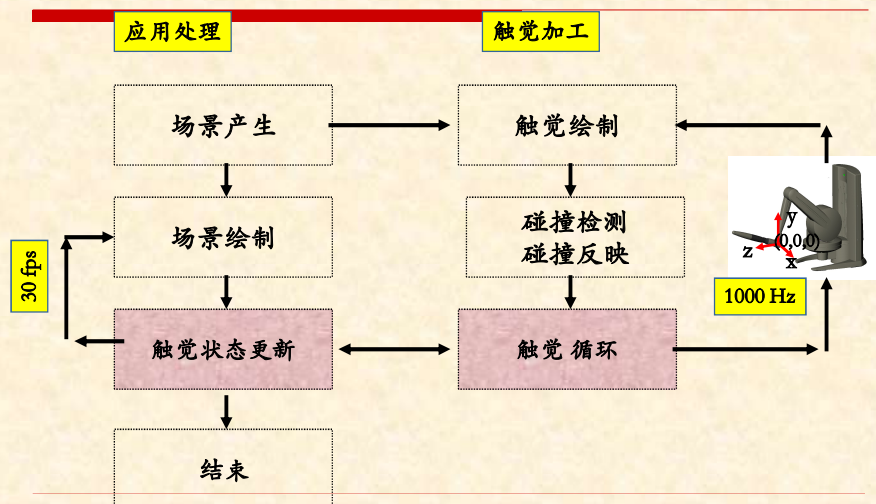 应用处理
触觉加工
场景产生
触觉绘制
场景绘制
碰撞检测
碰撞反映
y
(0,0,0)
z
x
30 fps
1000 Hz
触觉状态更新
触觉 循环
结束